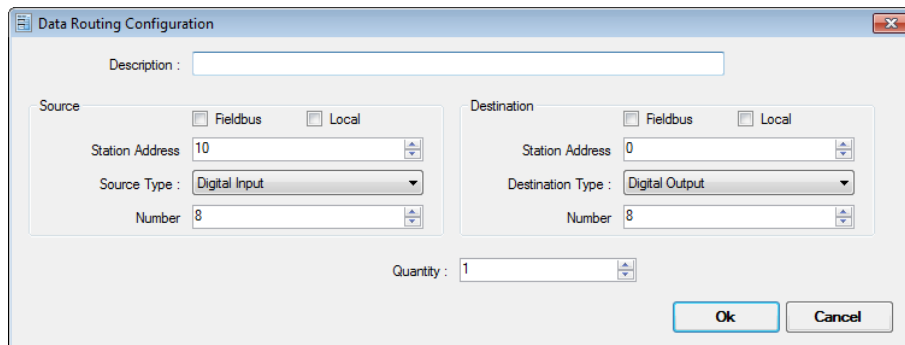 Data Routing Configuration
Description :
Source
Destination
Fieldbus Local
Fieldbus Local
Station Address 10
Station Address 0
Source Type : Digital Input
Destination Type : Digital Output
Number 8
Number 8
Quantity : 1
Ok Cancel